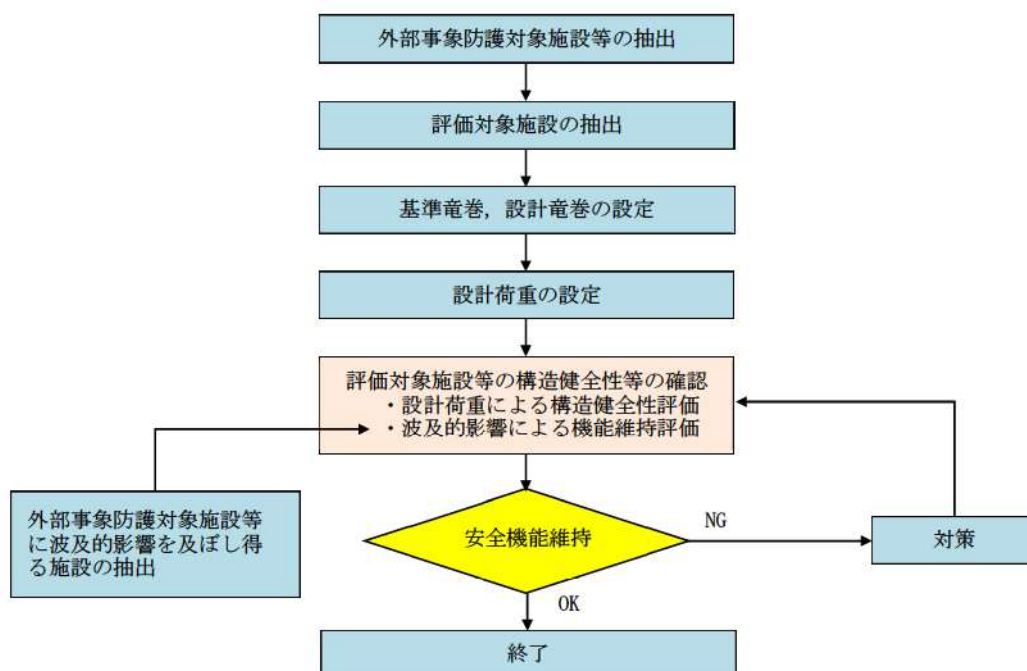 外部事象防護対象施設等の抽出
評価対象施設の抽出
基準竜巻，設計竜巻の設定
設計荷重の設定
評価対象施設等の構造健全性等の確認
・設計荷重による構造健全性評価
・波及的影響による機能維持評価
外部事象防護対象施設等
に波及的影響を及ぼし得
る施設の抽出
安全機能維持
NG
対策
OK
終了